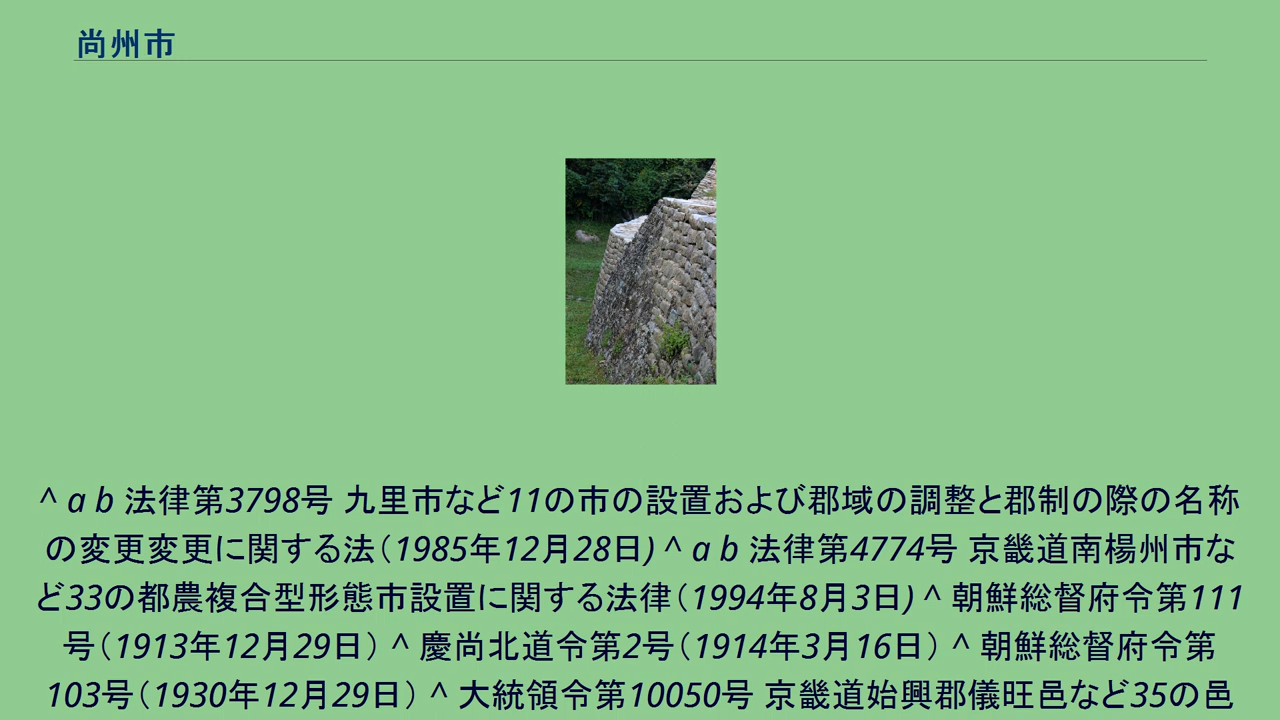 尚州市
^ a b 法律第3798号 九里市など11の市の設置および郡域の調整と郡制の際の名称
の変更変更に関する法（1985年12月28日) ^ a b 法律第4774号 京畿道南楊州市な
ど33の都農複合型形態市設置に関する法律（1994年8月3日) ^ 朝鮮総督府令第111
号（1913年12月29日） ^ 慶尚北道令第2号（1914年3月16日） ^ 朝鮮総督府令第
103号（1930年12月29日） ^ 大統領令第10050号 京畿道始興郡儀旺邑など35の邑